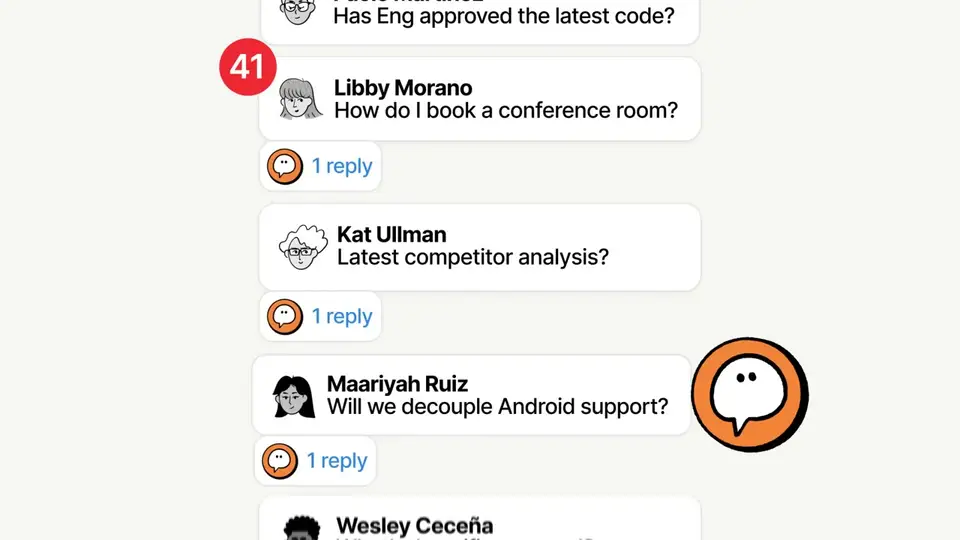 Has Eng approved the latest code?
41
Libby Morano
How do I book a conference room?
1 reply
Kat Ullman
Latest competitor analysis?
1 reply
Maariyah Ruiz
Will we decouple Android support?
1 reply
Wesley Ceceña